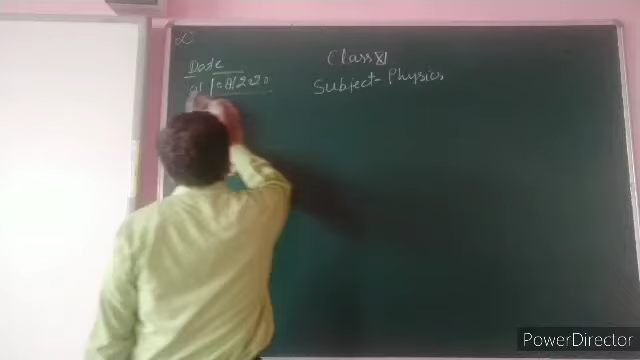 Date
Class XI
01/08/2020
Subject- Physics
PowerDirector